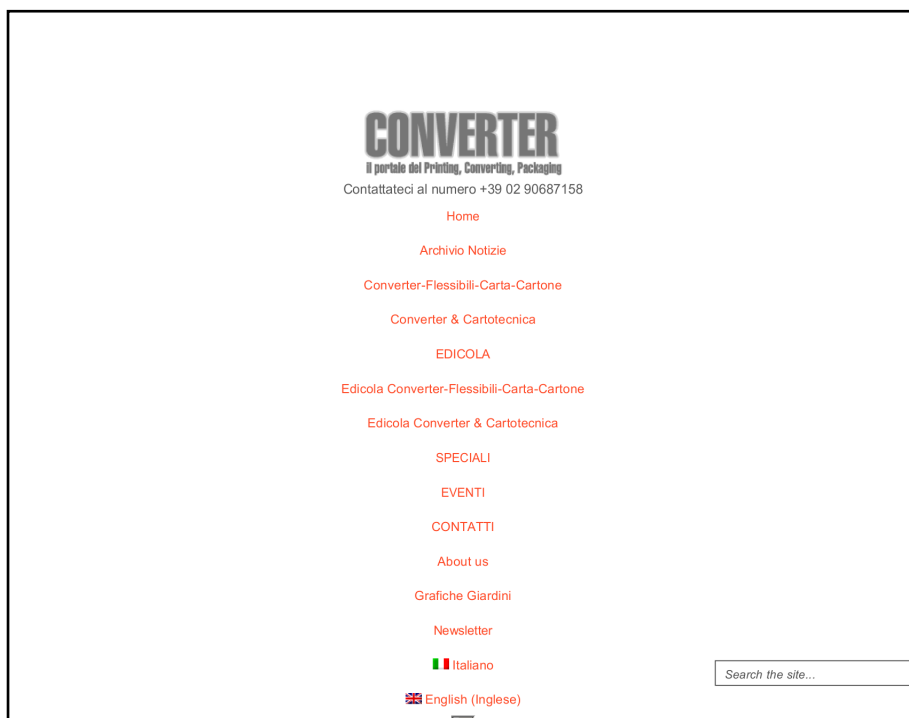 CONVERTER
il portale del Printing, Converting, Packaging
Contattateci al numero +39 02 90687158
Home
Archivio Notizie
Converter-Flessibili-Carta-Cartone
Converter & Cartotecnica
EDICOLA
Edicola Converter-Flessibili-Carta-Cartone
Edicola Converter & Cartotecnica
SPECIALI
EVENTI
CONTATTI
About us
Grafiche Giardini
Newsletter
Italiano
Search the site...
English (Inglese)